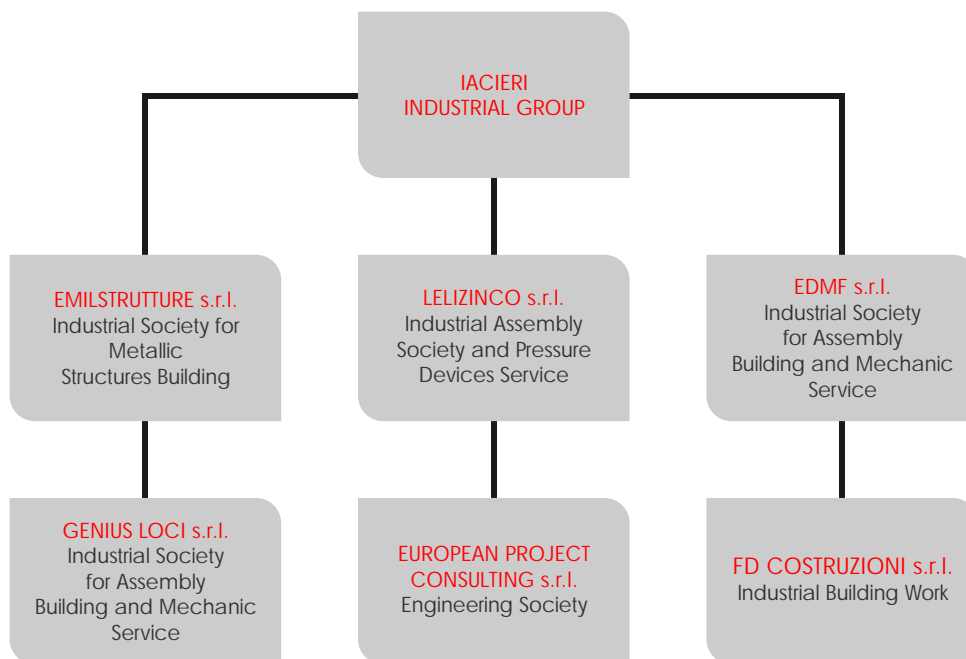 IACIERI
INDUSTRIAL GROUP
EMILSTRUTTURE s.r.l.
Industrial Society for
Metallic
Structures Building
LELIZINCO s.r.l.
Industrial Assembly
Society and Pressure
Devices Service
EDMF s.r.l.
Industrial Society
for Assembly
Building and Mechanic
Service
GENIUS LOCI s.r.l.
Industrial Society
for Assembly
Building and Mechanic
Service
EUROPEAN PROJECT
CONSULTING s.r.l.
Engineering Society
FD COSTRUZIONI s.r.l.
Industrial Building Work